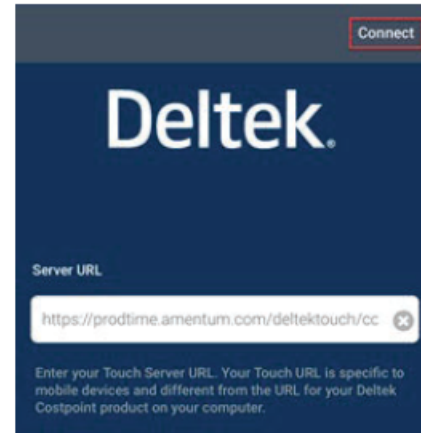 Connect
Deltek.
Server URL
https://prodtime.amentum.com/deltektouch/cc
Enter your Touch Server URL. Your Touch URL is specific to
mobile devices and different from the URL for your Deltek
Costpoint product on your computer.